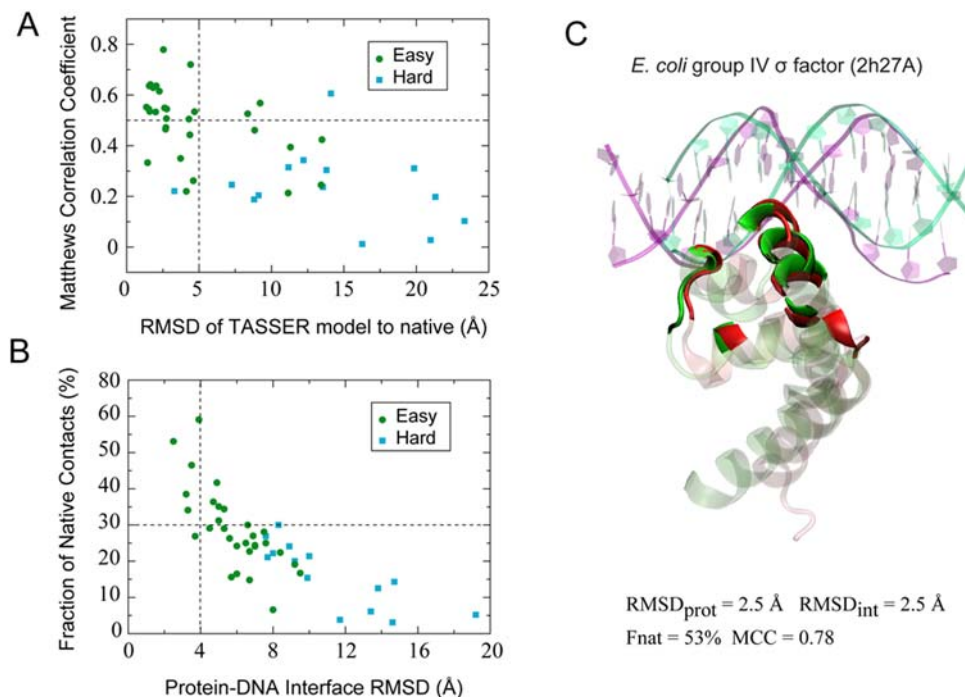 A
Matthews Correlation Coefficient
0.8
0.6
0.4
0.2
0
Easy
Hard
0 5 10 15 20 25
RMSD of TASSER model to native (Å)
B
Fraction of Native Contacts (%)
80
70
60
50
40
30
20
10
0
Easy
Hard
0 4 8 12 16 20
Protein-DNA Interface RMSD (Å)
C
E. coli group IV σ factor (2h27A)
RMSDprot = 2.5 Å RMSDint = 2.5 Å
Fnat = 53% MCC = 0.78